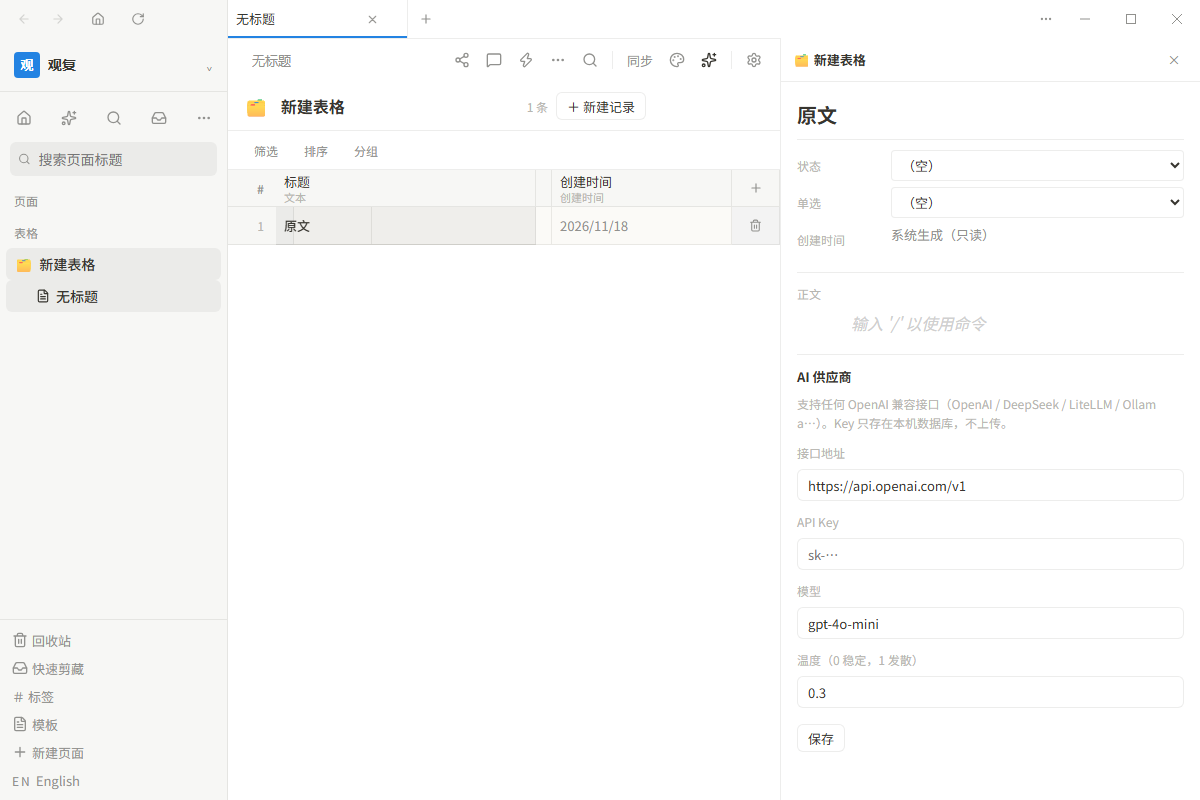 无标题
观 观复
搜索页面标题
页面
表格
新建表格
无标题
回收站
快速剪藏
# 标签
模板
新建页面
EN English
无标题
同步
新建表格
1 条
新建记录
筛选 排序 分组
# 标题 创建时间
文本 创建时间
1 原文 2026/11/18
新建表格
原文
状态 （空）
单选 （空）
创建时间 系统生成（只读）
正文
输入 '/' 以使用命令
AI 供应商
支持任何 OpenAI 兼容接口（OpenAI / DeepSeek / LiteLLM / Ollam
a…）。Key 只存在本机数据库，不上传。
接口地址
https://api.openai.com/v1
API Key
sk-…
模型
gpt-4o-mini
温度（0 稳定，1 发散）
0.3
保存